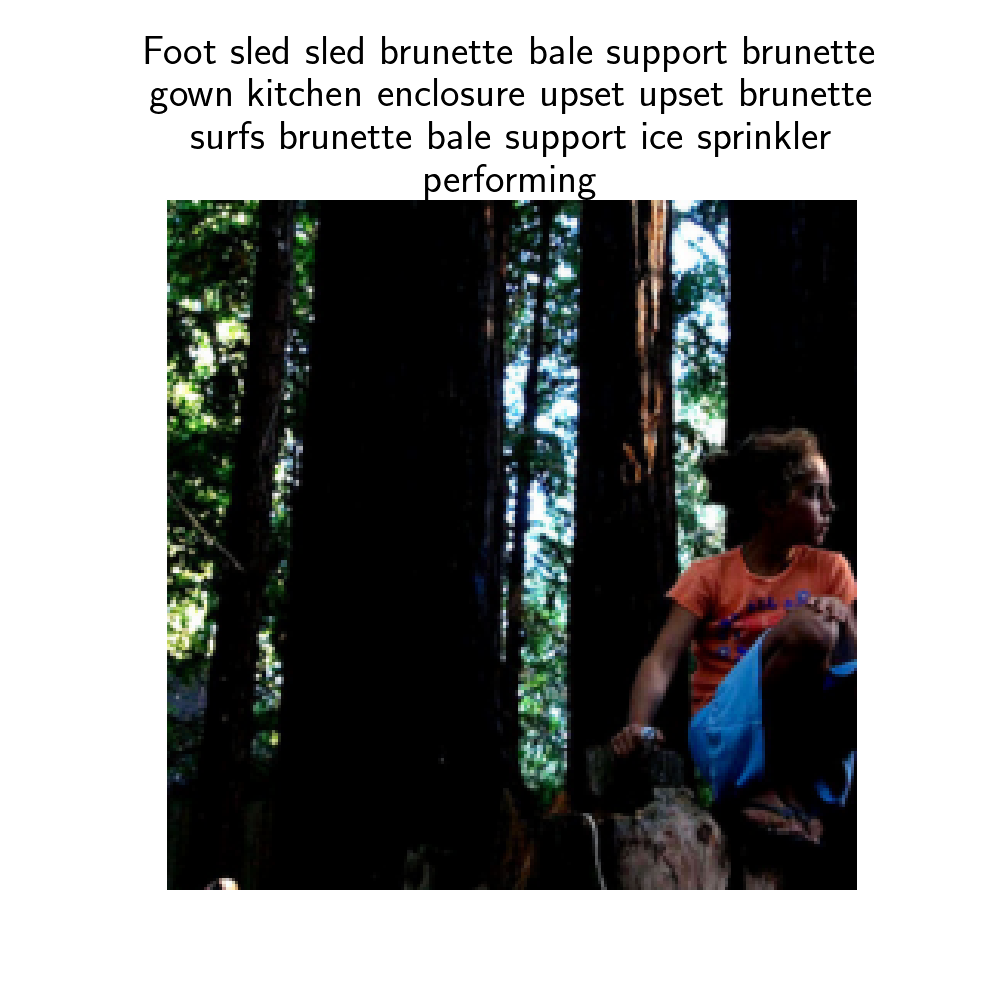 Foot sled sled brunette bale support brunette
gown kitchen enclosure upset upset brunette
surfs brunette bale support ice sprinkler
performing